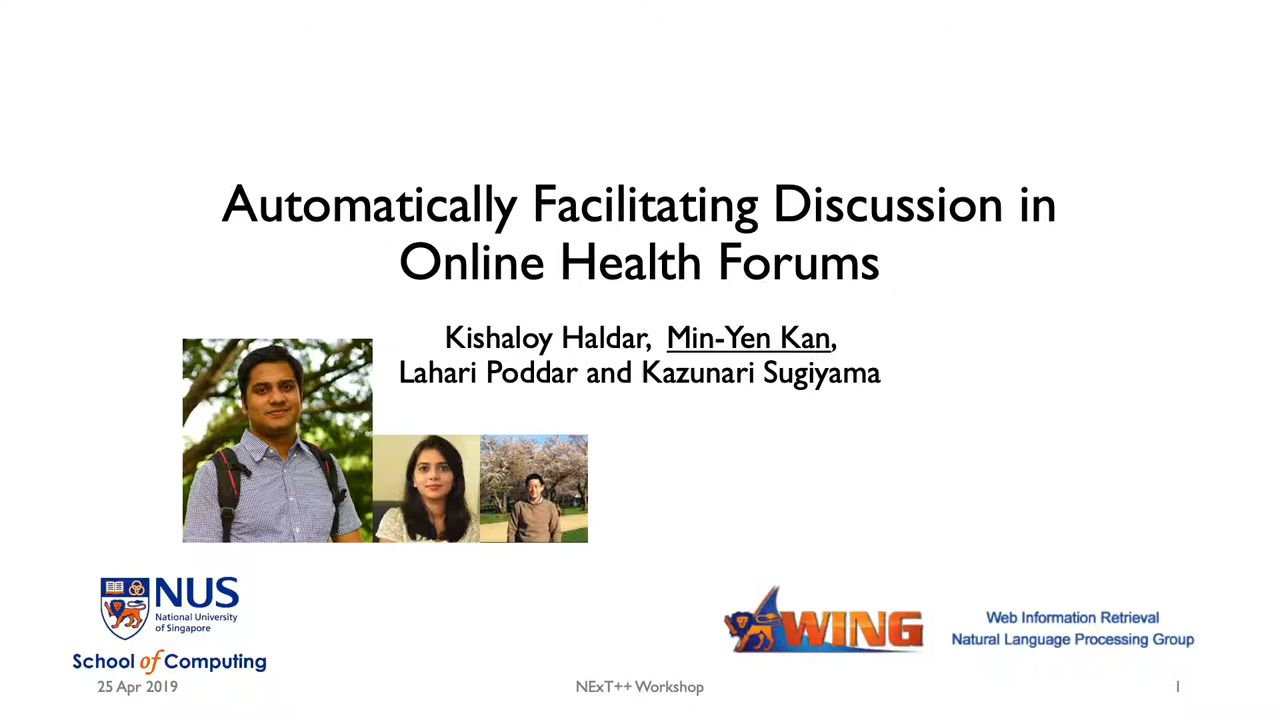 Automatically Facilitating Discussion in
Online Health Forums
Kishaloy Haldar, Min-Yen Kan,
Lahari Poddar and Kazunari Sugiyama
NUS
National University
of Singapore
School of Computing
WING
Web Information Retrieval
Natural Language Processing Group
25 Apr 2019
NExT++ Workshop
1